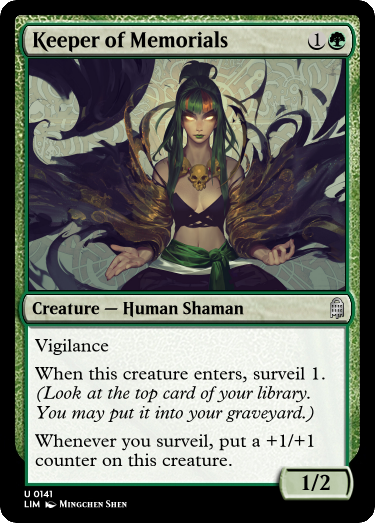 Keeper of Memorials 1
Creature — Human Shaman
Vigilance
When this creature enters, surveil 1.
(Look at the top card of your library.
You may put it into your graveyard.)
Whenever you surveil, put a +1/+1
counter on this creature.
1/2
U 0141
LIM Mingchen Shen